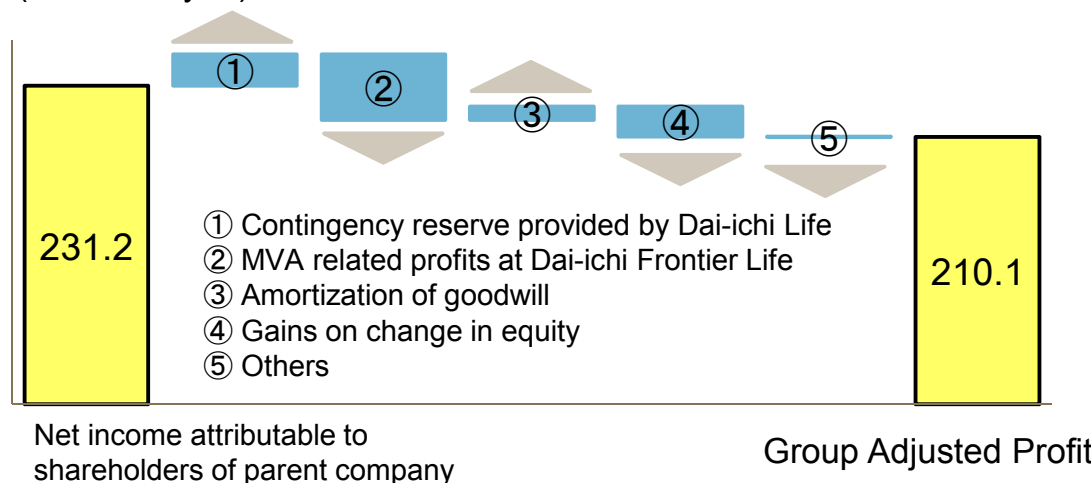 ①
②
③
④
⑤
231.2
① Contingency reserve provided by Dai-ichi Life
② MVA related profits at Dai-ichi Frontier Life
③ Amortization of goodwill
④ Gains on change in equity
⑤ Others
210.1
Net income attributable to
shareholders of parent company
Group Adjusted Profit